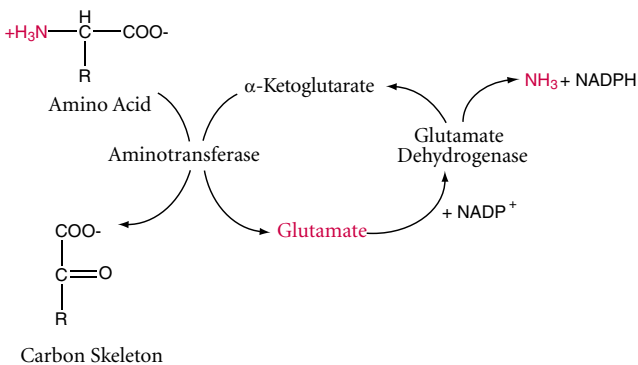 H
+H₃N C COO-
R
Amino Acid
α-Ketoglutarate
NH₃ + NADPH
Glutamate
Dehydrogenase
Aminotransferase
+ NADP⁺
Glutamate
COO-
C O
R
Carbon Skeleton